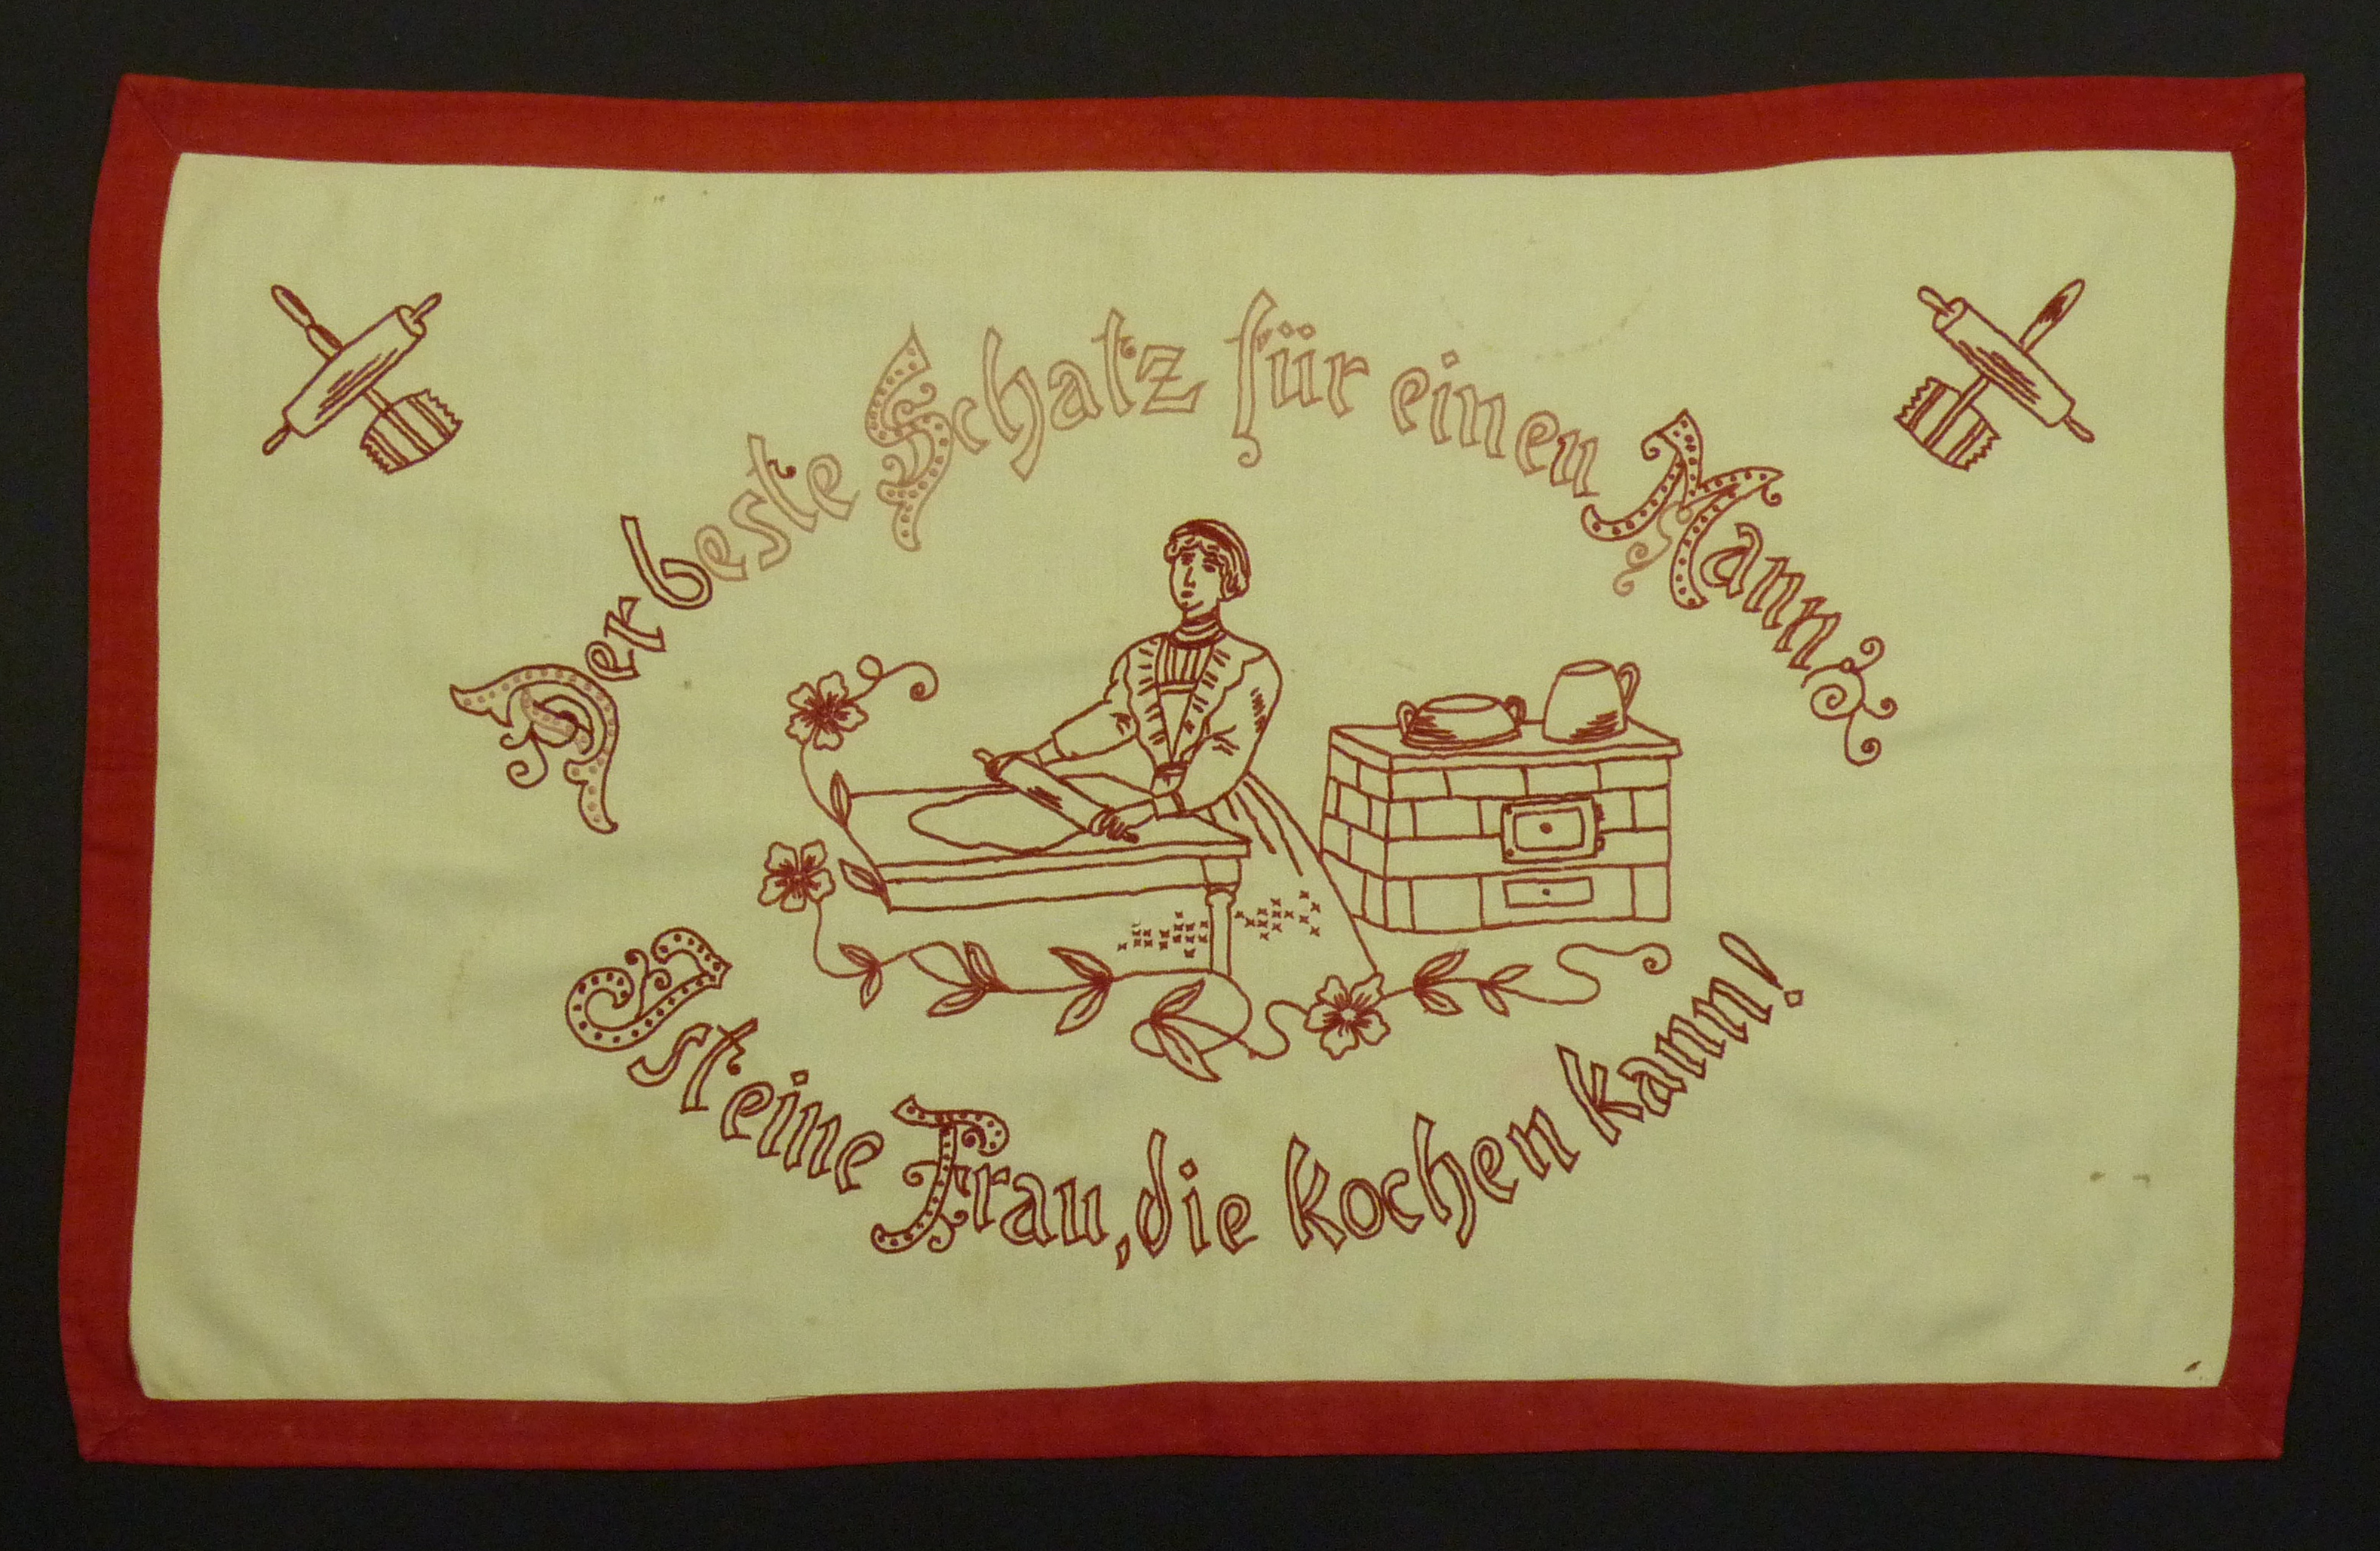 Der beste Schatz für einen Mann
Ist eine Frau, die kochen kann!